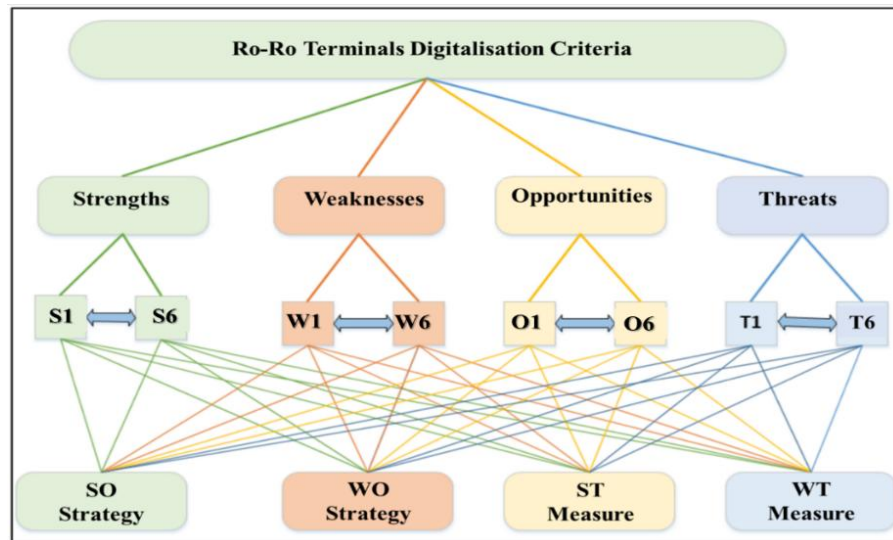 Ro-Ro Terminals Digitalisation Criteria
Strengths
Weaknesses
Opportunities
Threats
S1
S6
W1
W6
O1
O6
T1
T6
SO
Strategy
WO
Strategy
ST
Measure
WT
Measure